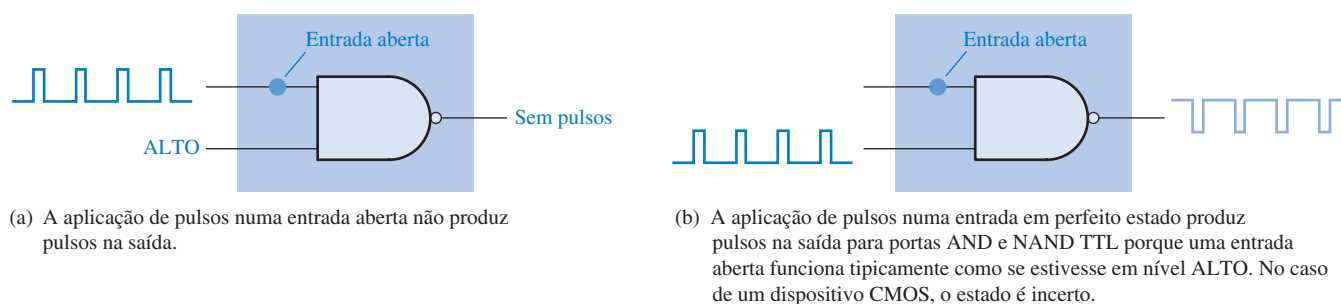 Entrada aberta
Sem pulsos
ALTO
(a) A aplicação de pulsos numa entrada aberta não produz
pulsos na saída.
Entrada aberta
(b) A aplicação de pulsos numa entrada em perfeito estado produz
pulsos na saída para portas AND e NAND TTL porque uma entrada
aberta funciona tipicamente como se estivesse em nível ALTO. No caso
de um dispositivo CMOS, o estado é incerto.